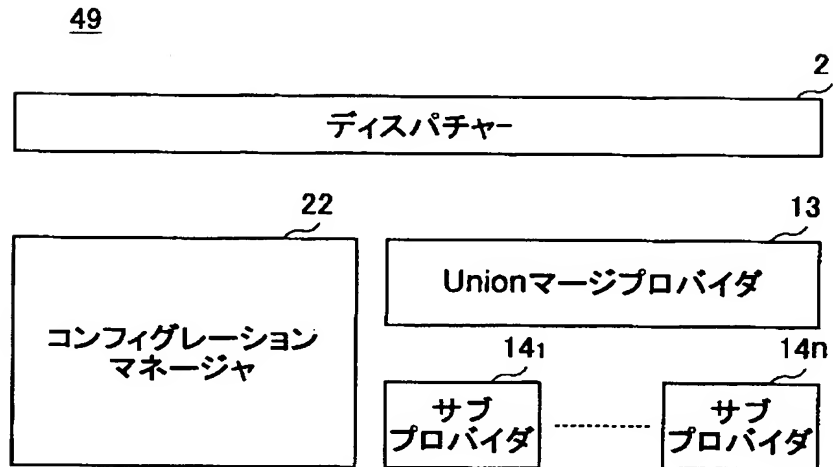 49
2
ディスパチャー
22
13
コンフィグレーション
マネージャ
Unionマージプロバイダ
141
14n
サブ
プロバイダ
サブ
プロバイダ